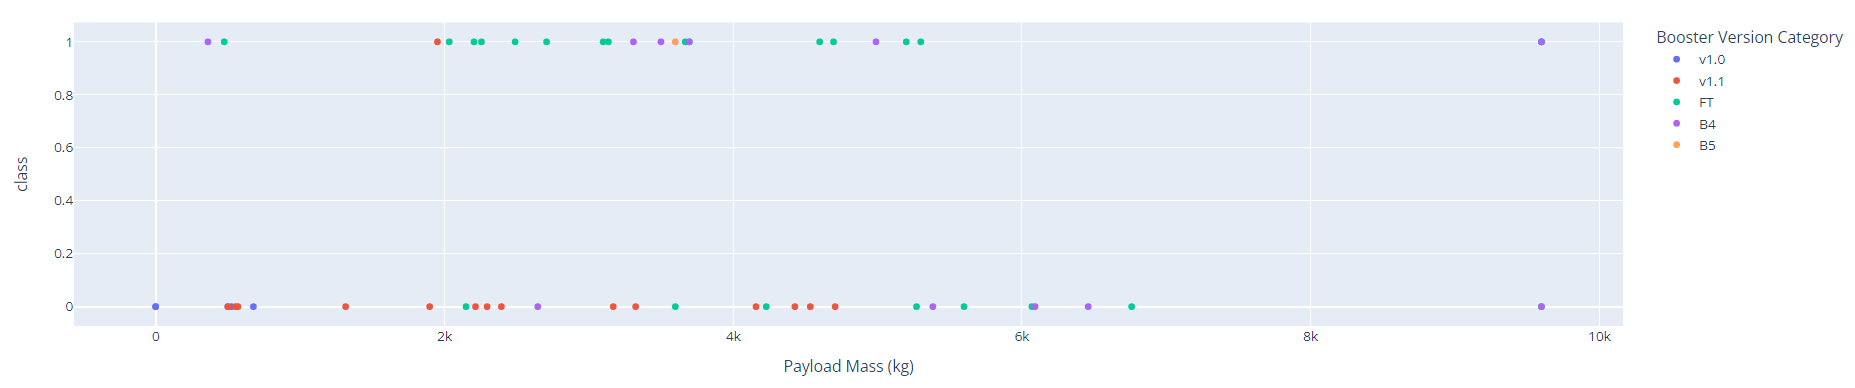 Booster Version Category
v1.0
v1.1
FT
B4
B5
class
1
0.8
0.6
0.4
0.2
0
0 2k 4k 6k 8k 10k
Payload Mass (kg)